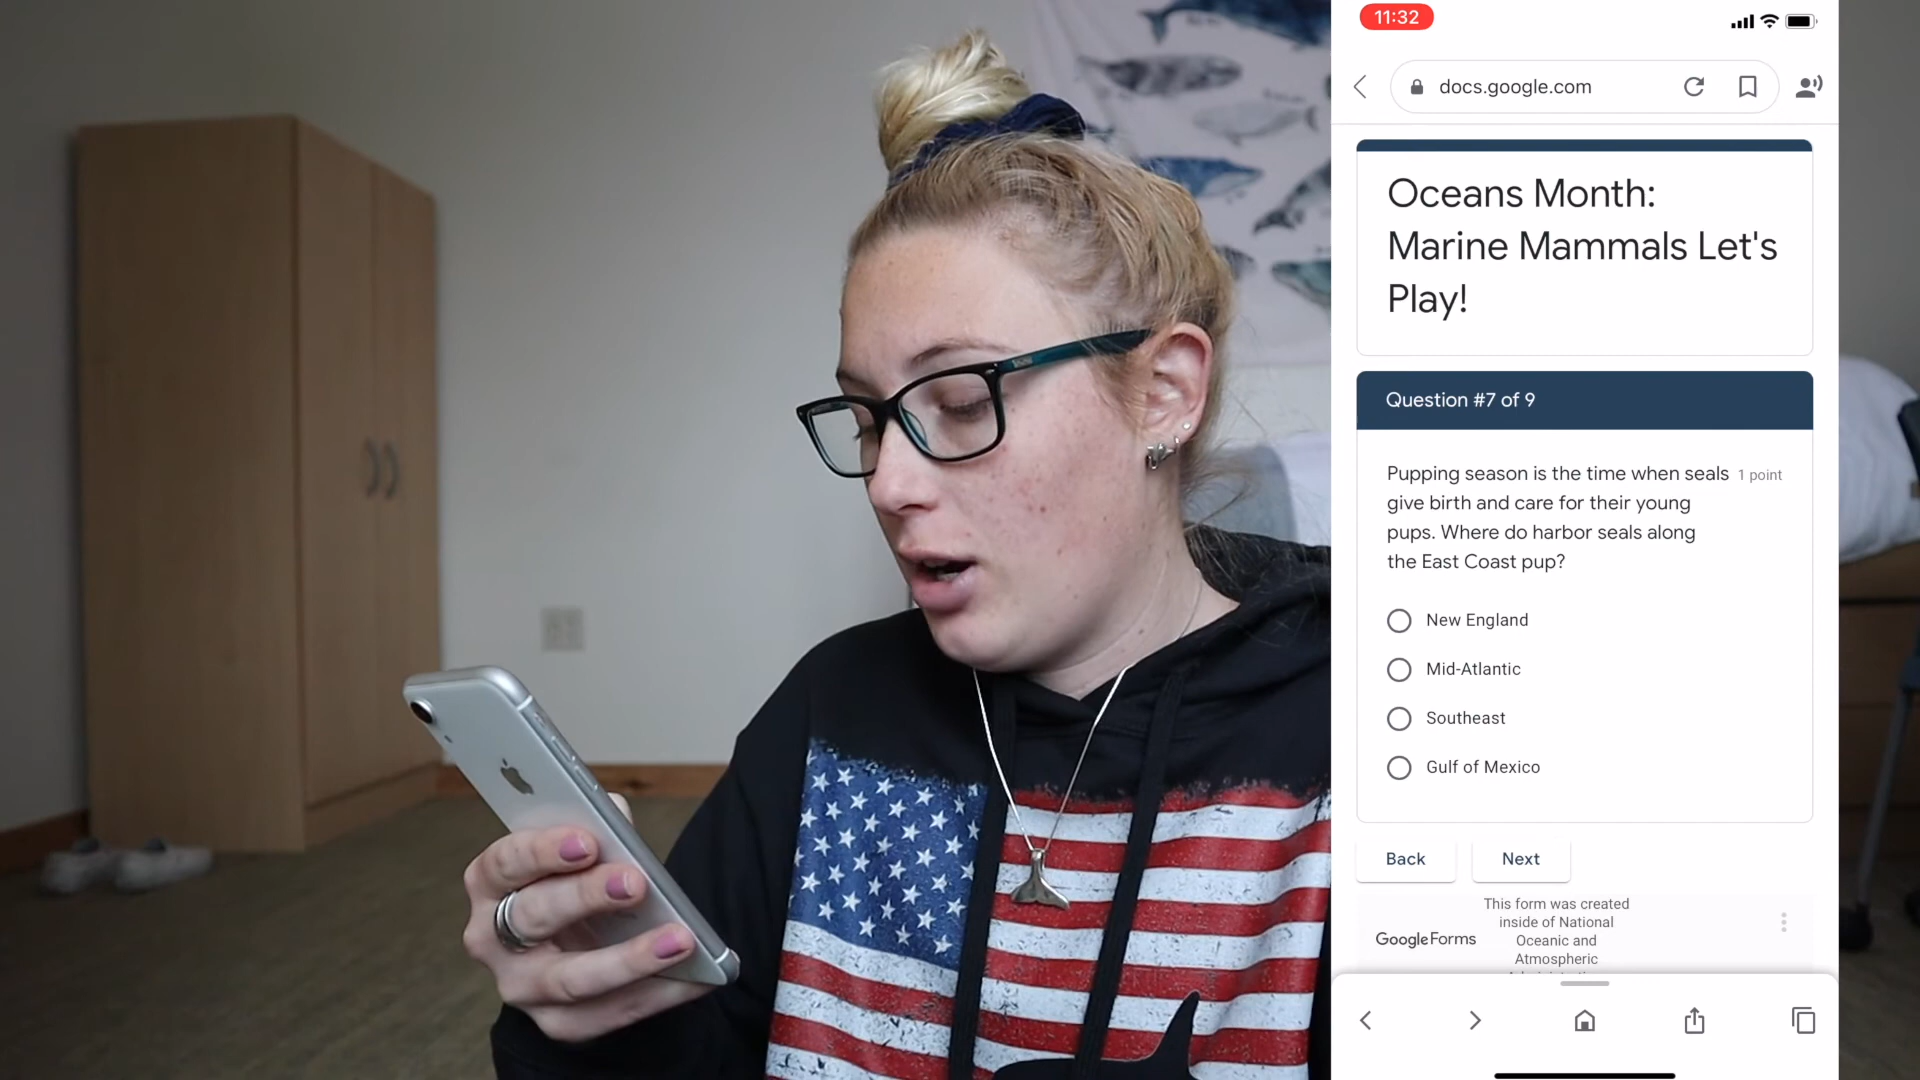 11:32
docs.google.com
Oceans Month:
Marine Mammals Let's
Play!
Question #7 of 9
Pupping season is the time when seals 1 point
give birth and care for their young
pups. Where do harbor seals along
the East Coast pup?
New England
Mid-Atlantic
Southeast
Gulf of Mexico
Back Next
This form was created
inside of National
Oceanic and
Atmospheric
Google Forms